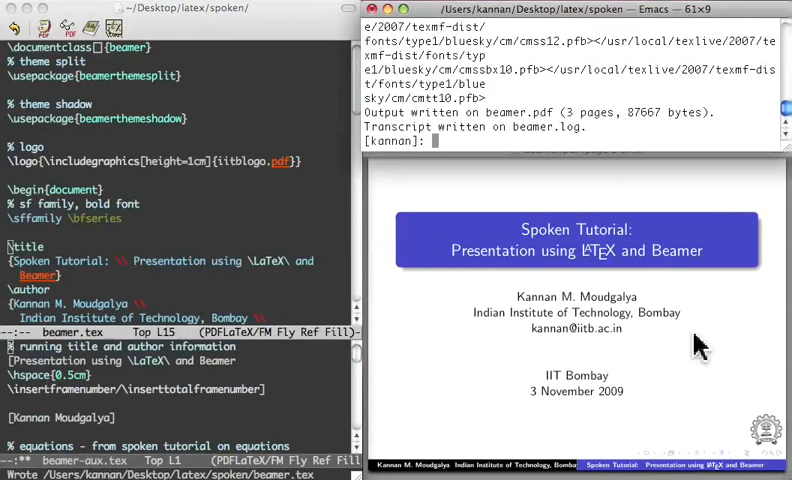 ~/Desktop/latex/spoken/
\documentclass[]{beamer}
% theme split
\usepackage{beamerthemesplit}
% theme shadow
\usepackage{beamerthemeshadow}
% logo
\logo{\includegraphics[height=1cm]{iitblogo.pdf}}
\begin{document}
% sf family, bold font
\sffamily \bfseries
\title
{Spoken Tutorial: \\ Presentation using \LaTeX\ and
Beamer}
\author
{Kannan M. Moudgalya \\
Indian Institute of Technology, Bombay \\
--:-- beamer.tex Top L15 (PDFLaTeX/FM Fly Ref Fill)-
% running title and author information
[Presentation using \LaTeX\ and Beamer
\hspace{0.5cm}
\insertframenumber/\inserttotalframenumber]
[Kannan Moudgalya]
% equations - from spoken tutorial on equations
--:** beamer-aux.tex Top L1 (PDFLaTeX/FM Fly Ref Fill
Wrote /Users/kannan/Desktop/latex/spoken/beamer.tex
/Users/kannan/Desktop/latex/spoken — Emacs — 61×9
e/2007/texmf-dist/
fonts/type1/bluesky/cm/cmss12.pfb></usr/local/texlive/2007/te
xmf-dist/fonts/typ
e1/bluesky/cm/cmssbx10.pfb></usr/local/texlive/2007/texmf-dis
t/fonts/type1/blue
sky/cm/cmtt10.pfb>
Output written on beamer.pdf (3 pages, 87667 bytes).
Transcript written on beamer.log.
[kannan]:
Spoken Tutorial:
Presentation using LATEX and Beamer
Kannan M. Moudgalya
Indian Institute of Technology, Bombay
kannan@iitb.ac.in
IIT Bombay
3 November 2009
Kannan M. Moudgalya Indian Institute of Technology, Bomba
Spoken Tutorial: Presentation using LATEX and Beamer